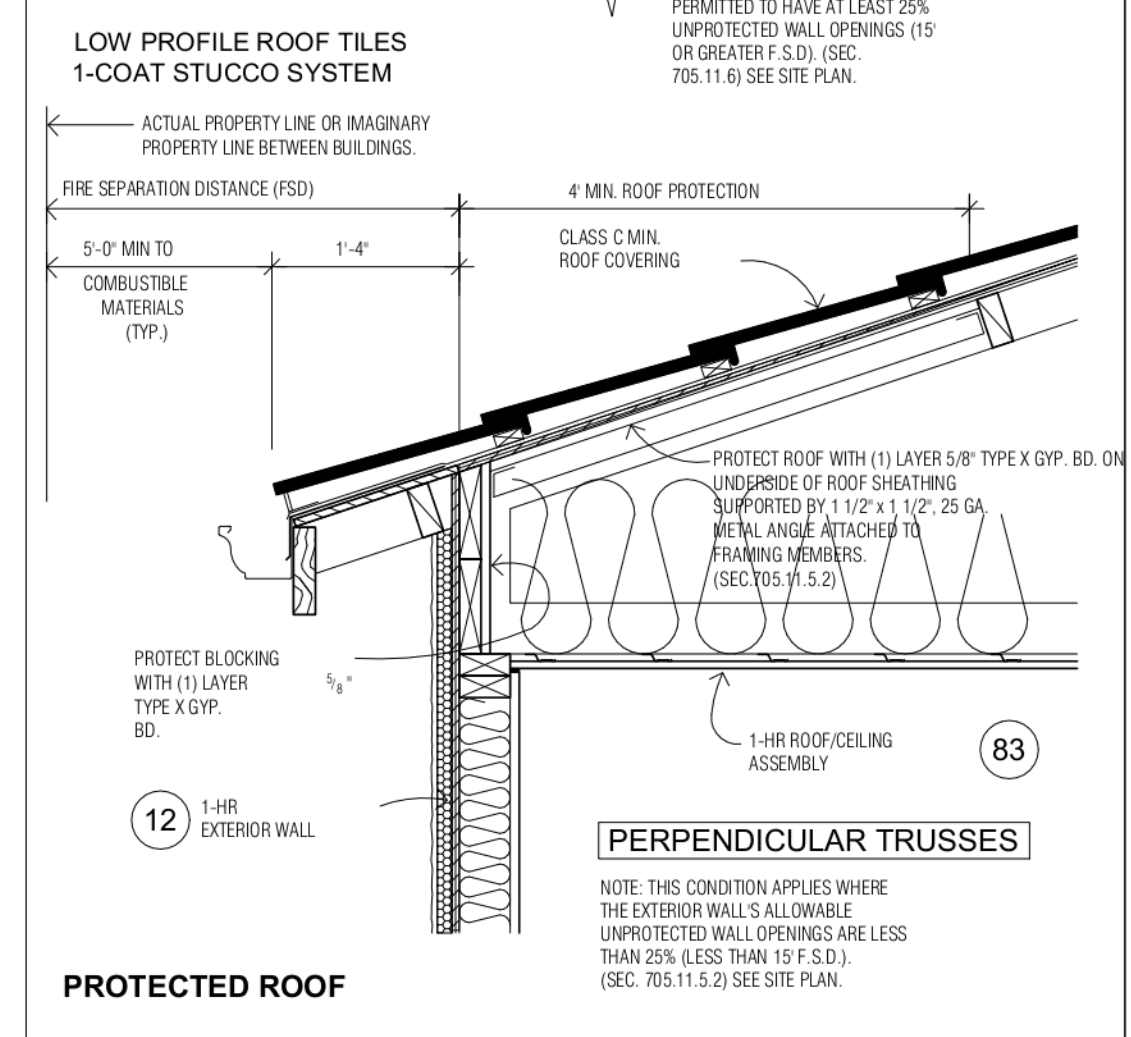 PERMITTED TO HAVE AT LEAST 25%
UNPROTECTED WALL OPENINGS (15'
OR GREATER F.S.D). (SEC.
705.11.6) SEE SITE PLAN.
LOW PROFILE ROOF TILES
1-COAT STUCCO SYSTEM
ACTUAL PROPERTY LINE OR IMAGINARY
PROPERTY LINE BETWEEN BUILDINGS.
FIRE SEPARATION DISTANCE (FSD)
4' MIN. ROOF PROTECTION
5'-0" MIN TO
COMBUSTIBLE
MATERIALS
(TYP.)
1'-4"
CLASS C MIN.
ROOF COVERING
PROTECT ROOF WITH (1) LAYER 5/8" TYPE X GYP. BD. ON
UNDERSIDE OF ROOF SHEATHING
SUPPORTED BY 1 1/2" x 1 1/2", 25 GA.
METAL ANGLE ATTACHED TO
FRAMING MEMBERS.
(SEC.705.11.5.2)
PROTECT BLOCKING
WITH (1) LAYER 5/8 "
TYPE X GYP.
BD.
1-HR ROOF/CEILING
ASSEMBLY
83
12
1-HR
EXTERIOR WALL
PERPENDICULAR TRUSSES
NOTE: THIS CONDITION APPLIES WHERE
THE EXTERIOR WALL'S ALLOWABLE
UNPROTECTED WALL OPENINGS ARE LESS
THAN 25% (LESS THAN 15' F.S.D.).
(SEC. 705.11.5.2) SEE SITE PLAN.
PROTECTED ROOF